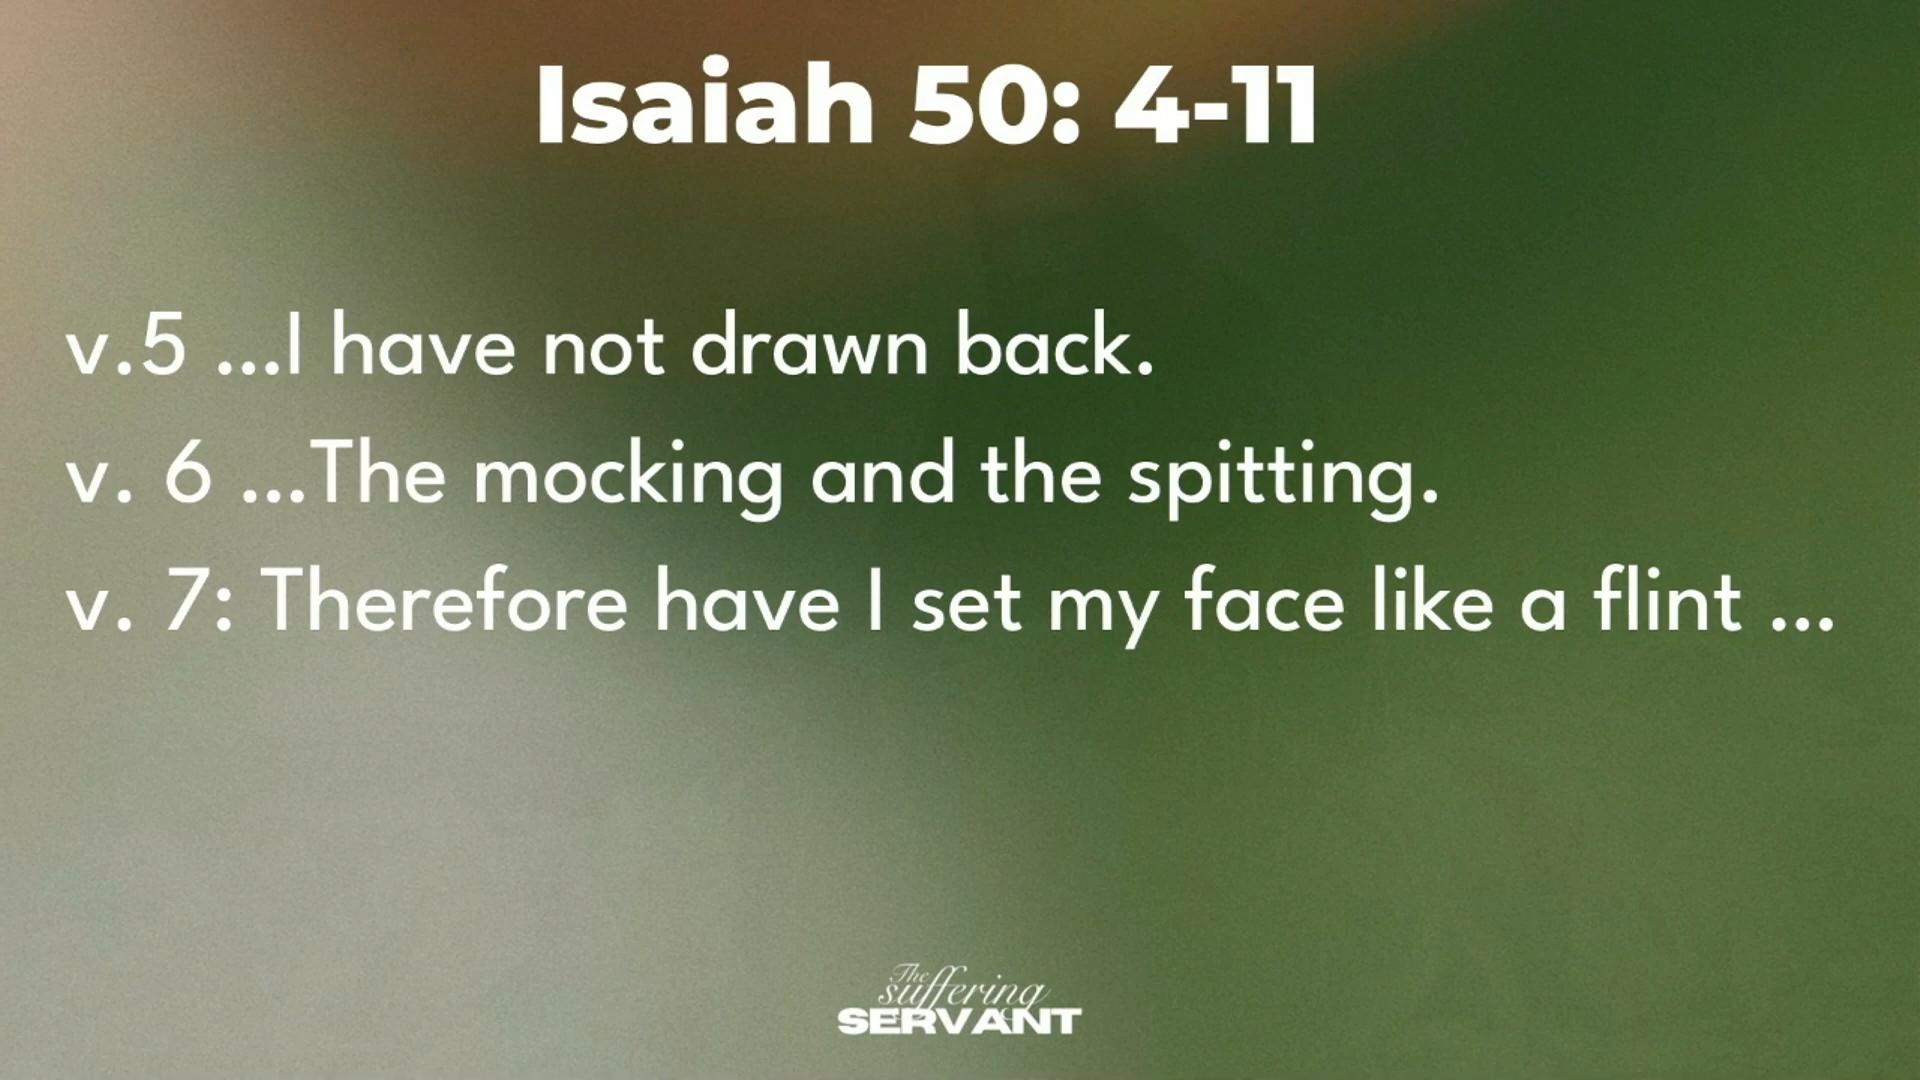 Isaiah 50: 4-11
v.5 ...I have not drawn back.
v. 6 ...The mocking and the spitting.
v. 7: Therefore have I set my face like a flint ...
The
suffering
SERVANT